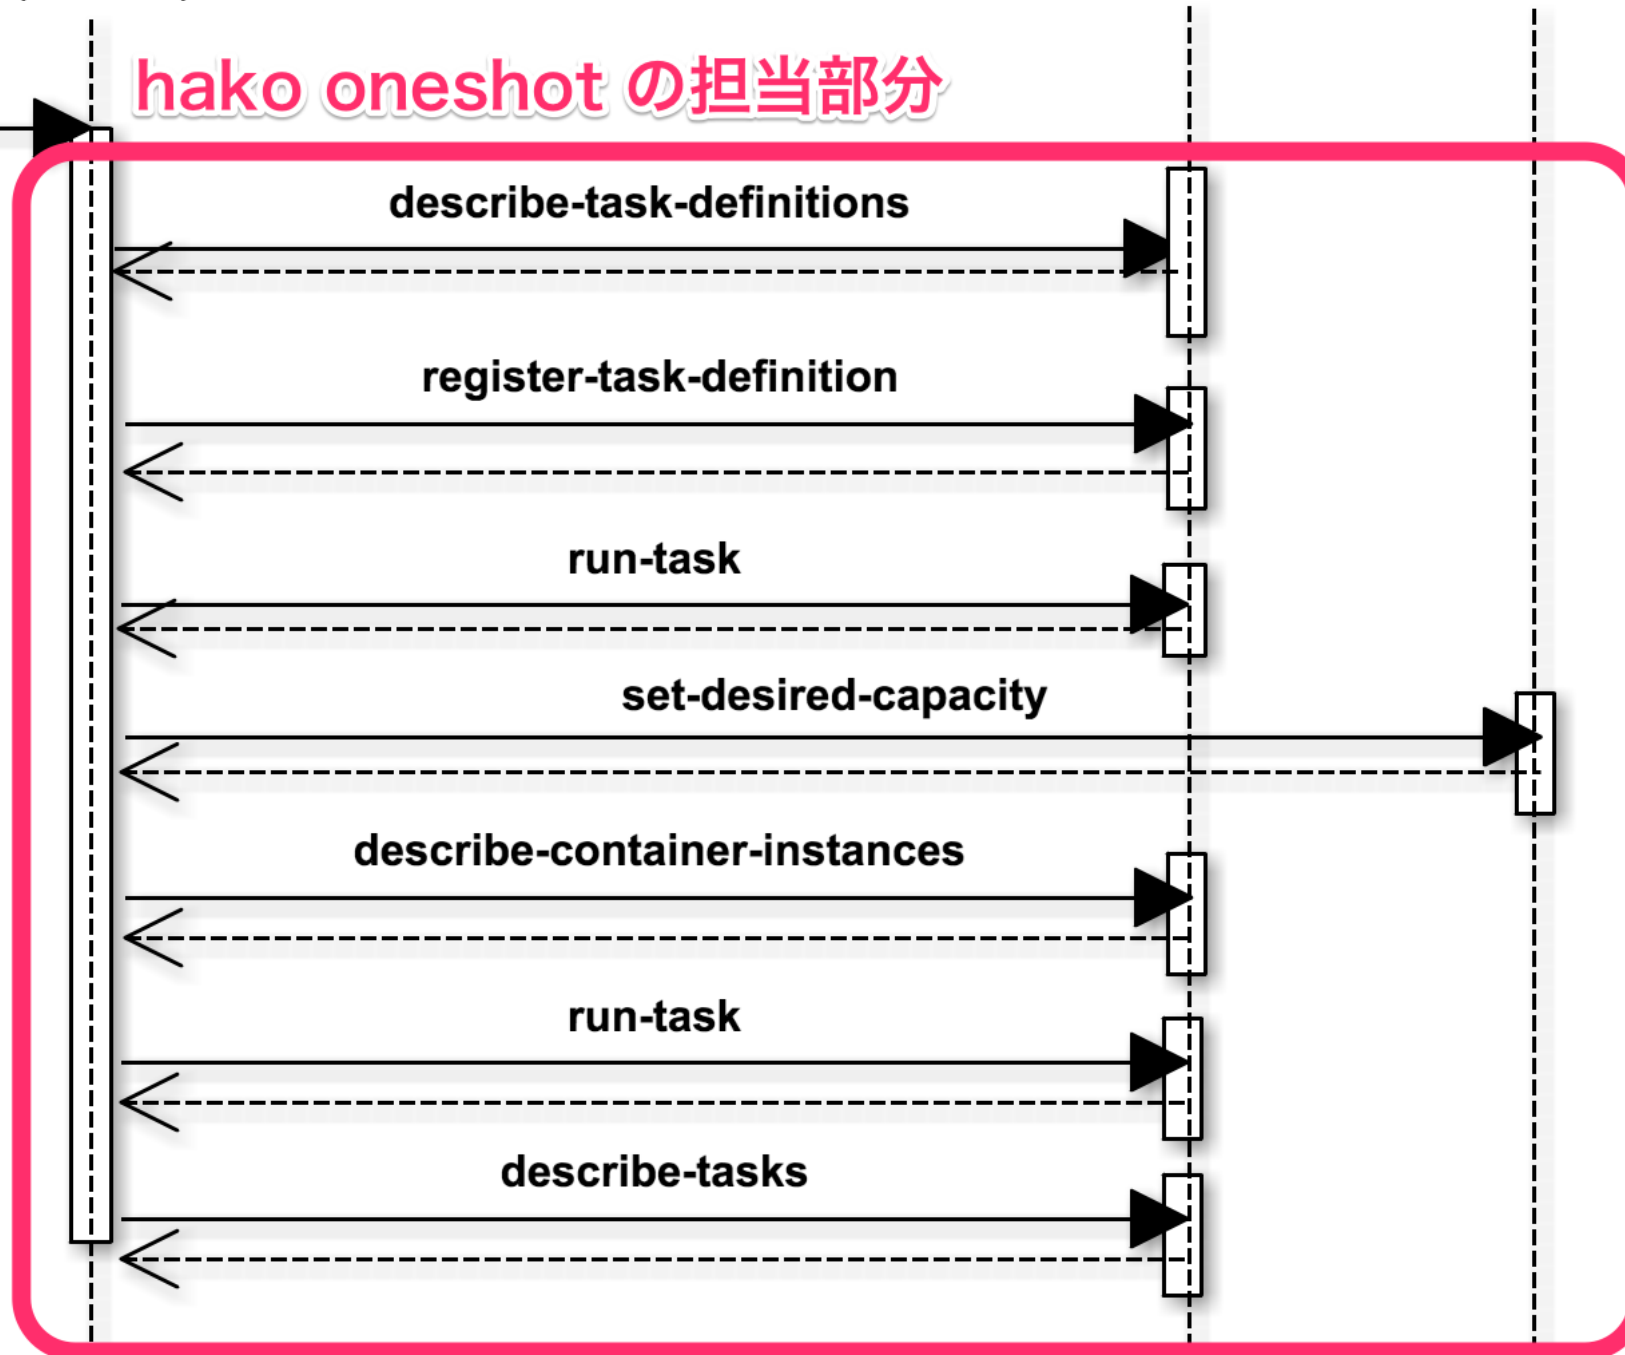 hako oneshot の担当部分
describe-task-definitions
register-task-definition
run-task
set-desired-capacity
describe-container-instances
run-task
describe-tasks